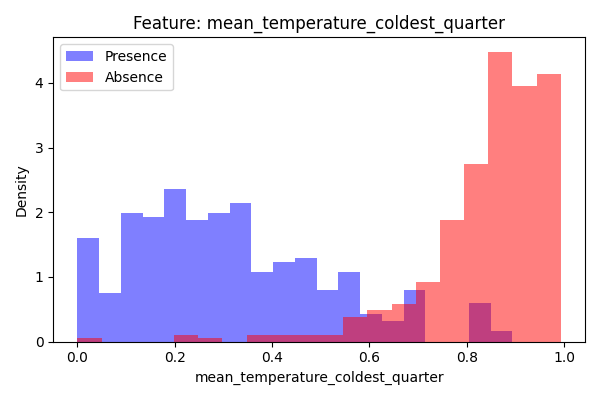 Feature: mean_temperature_coldest_quarter
Presence
Absence
Density
4
3
2
1
0
0.0 0.2 0.4 0.6 0.8 1.0
mean_temperature_coldest_quarter